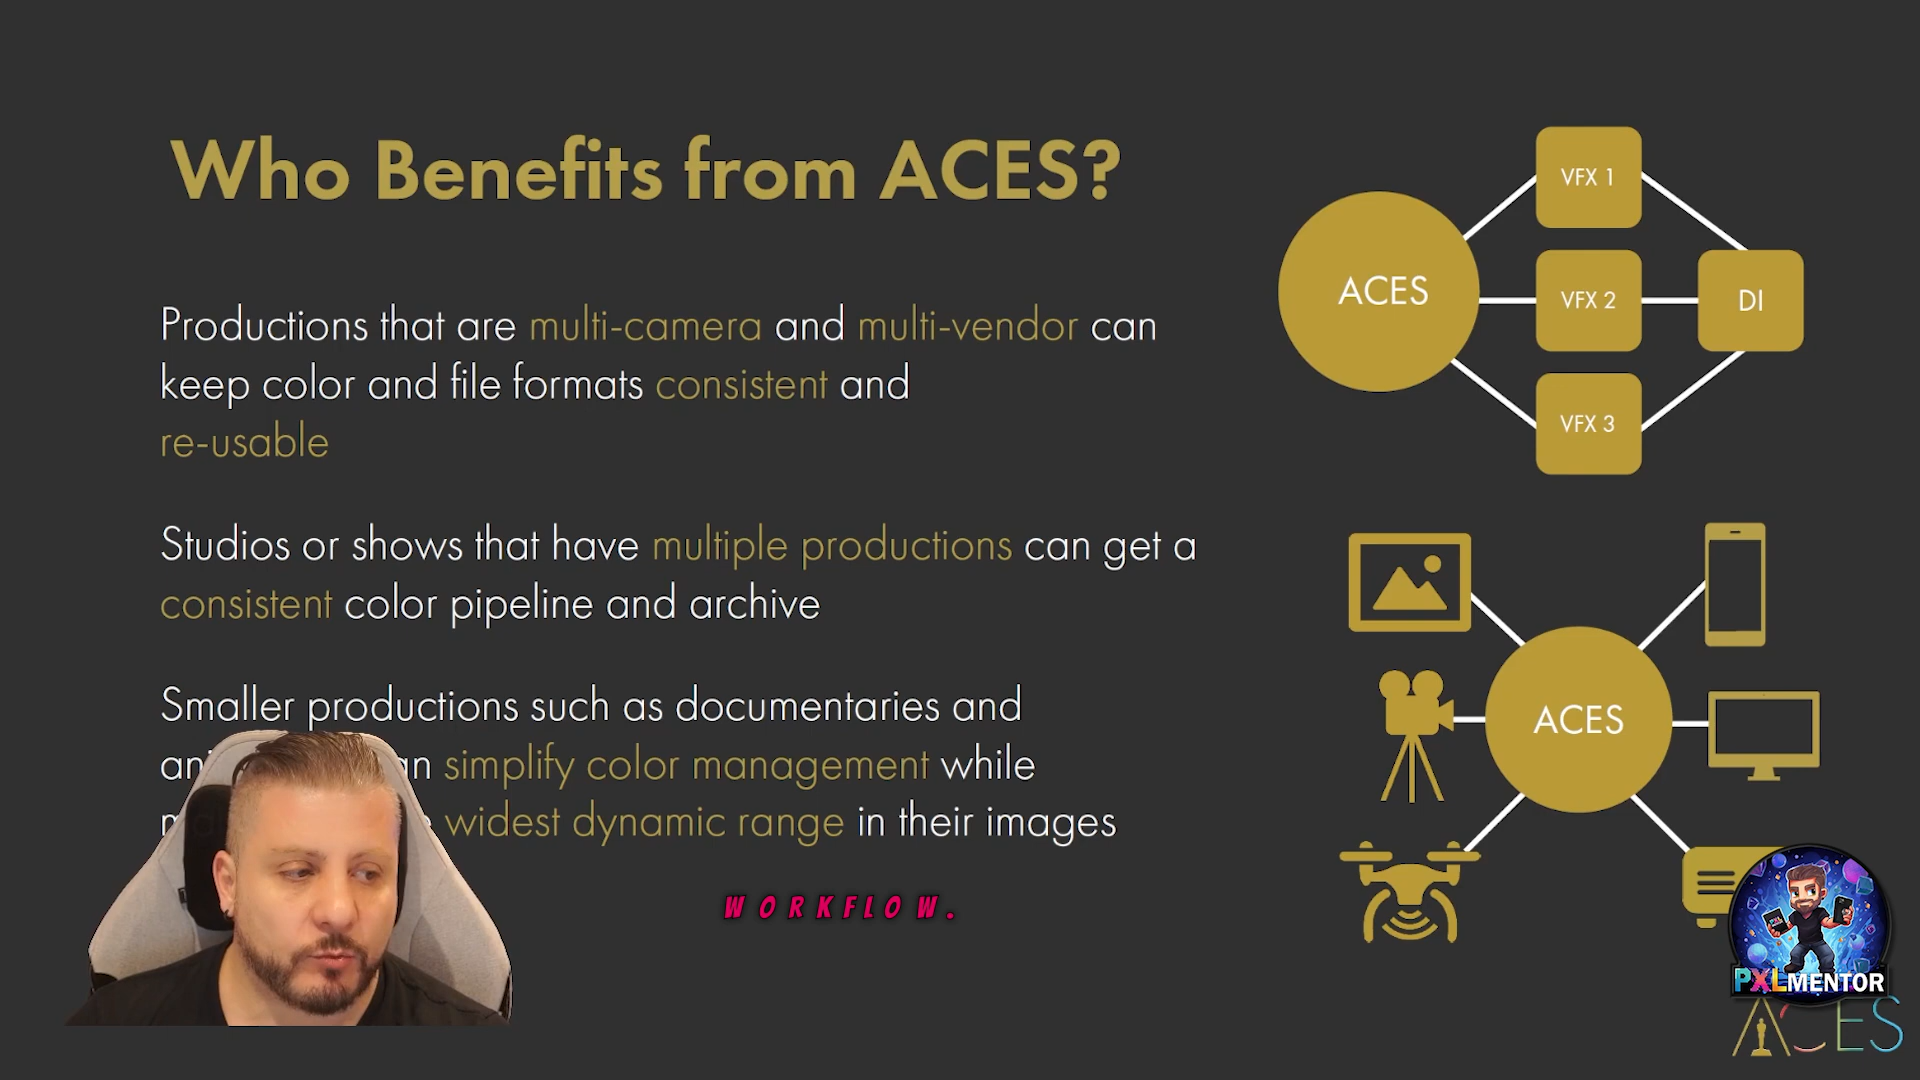 Who Benefits from ACES?
Productions that are multi-camera and multi-vendor can
keep color and file formats consistent and
re-usable
Studios or shows that have multiple productions can get a
consistent color pipeline and archive
Smaller productions such as documentaries and
simplify color management while
widest dynamic range in their images
WORKFLOW.
ACES
VFX 1
VFX 2
VFX 3
DI
ACES
PXLMENTOR
ACES